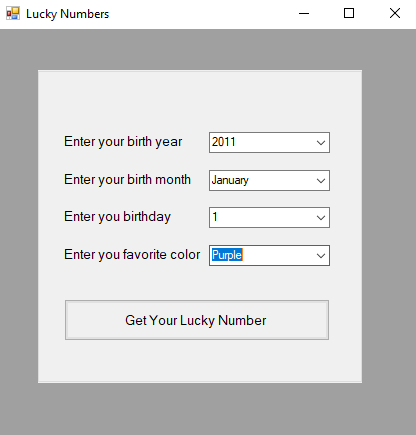 Lucky Numbers
Enter your birth year 2011
Enter your birth month January
Enter you birthday 1
Enter you favorite color Purple
Get Your Lucky Number